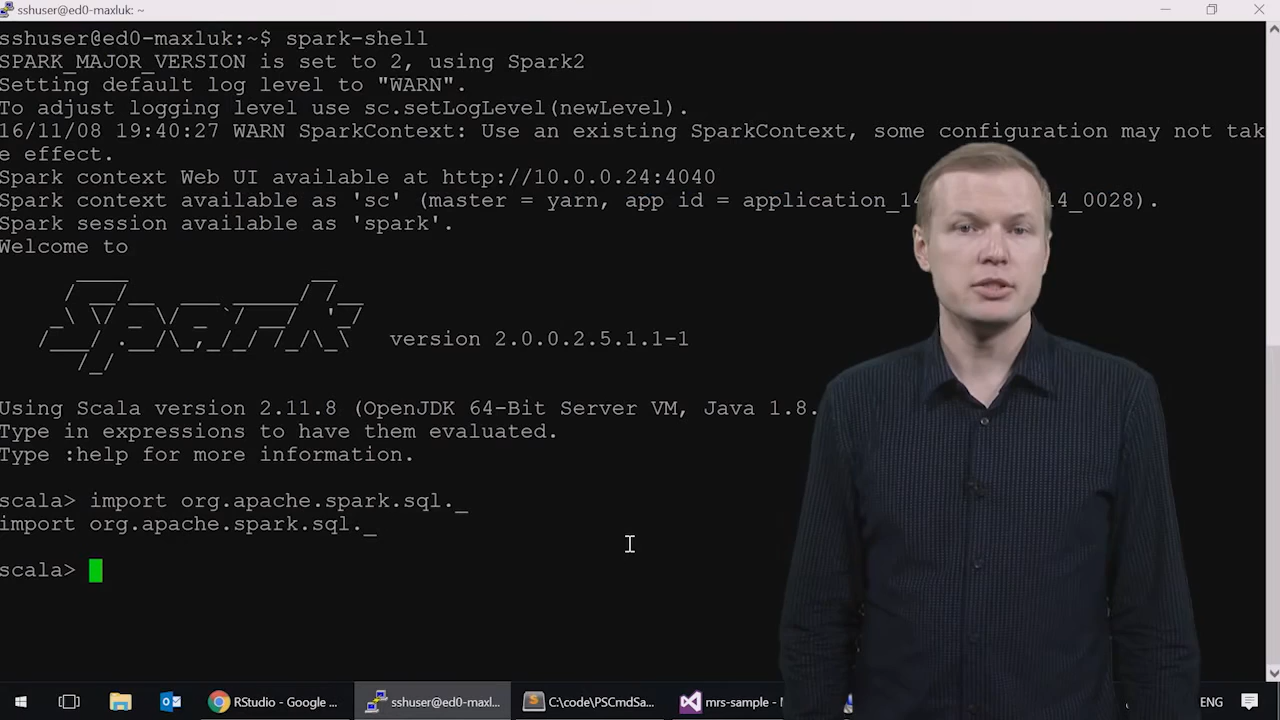 sshuser@ed0-maxluk: ~
sshuser@ed0-maxluk:~$ spark-shell
SPARK_MAJOR_VERSION is set to 2, using Spark2
Setting default log level to "WARN".
To adjust logging level use sc.setLogLevel(newLevel).
16/11/08 19:40:27 WARN SparkContext: Use an existing SparkContext, some configuration may not tak
e effect.
Spark context Web UI available at http://10.0.0.24:4040
Spark context available as 'sc' (master = yarn, app id = application_14 4_0028).
Spark session available as 'spark'.
Welcome to
Spark
version 2.0.0.2.5.1.1-1
Using Scala version 2.11.8 (OpenJDK 64-Bit Server VM, Java 1.8.
Type in expressions to have them evaluated.
Type :help for more information.
scala> import org.apache.spark.sql._
import org.apache.spark.sql._
scala>
RStudio - Google ... sshuser@ed0-maxl... C:\code\PSCmdSa... mrs-sample - ENG